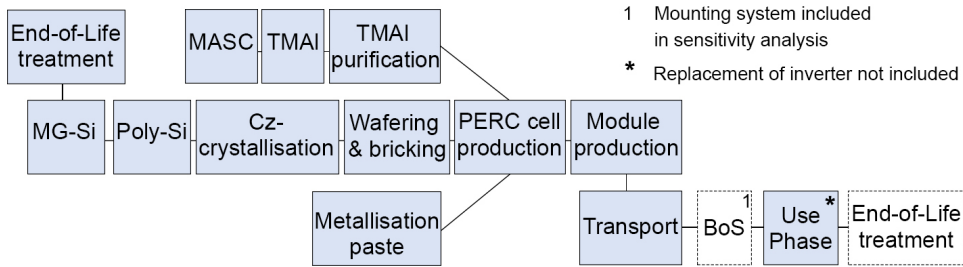 End-of-Life
treatment
MASC
TMAI
TMAI
purification
1 Mounting system included
in sensitivity analysis
* Replacement of inverter not included
MG-Si
Poly-Si
Cz-
crystallisation
Wafering
& bricking
PERC cell
production
Module
production
Metallisation
paste
Transport
BoS 1
Use *
Phase
End-of-Life
treatment